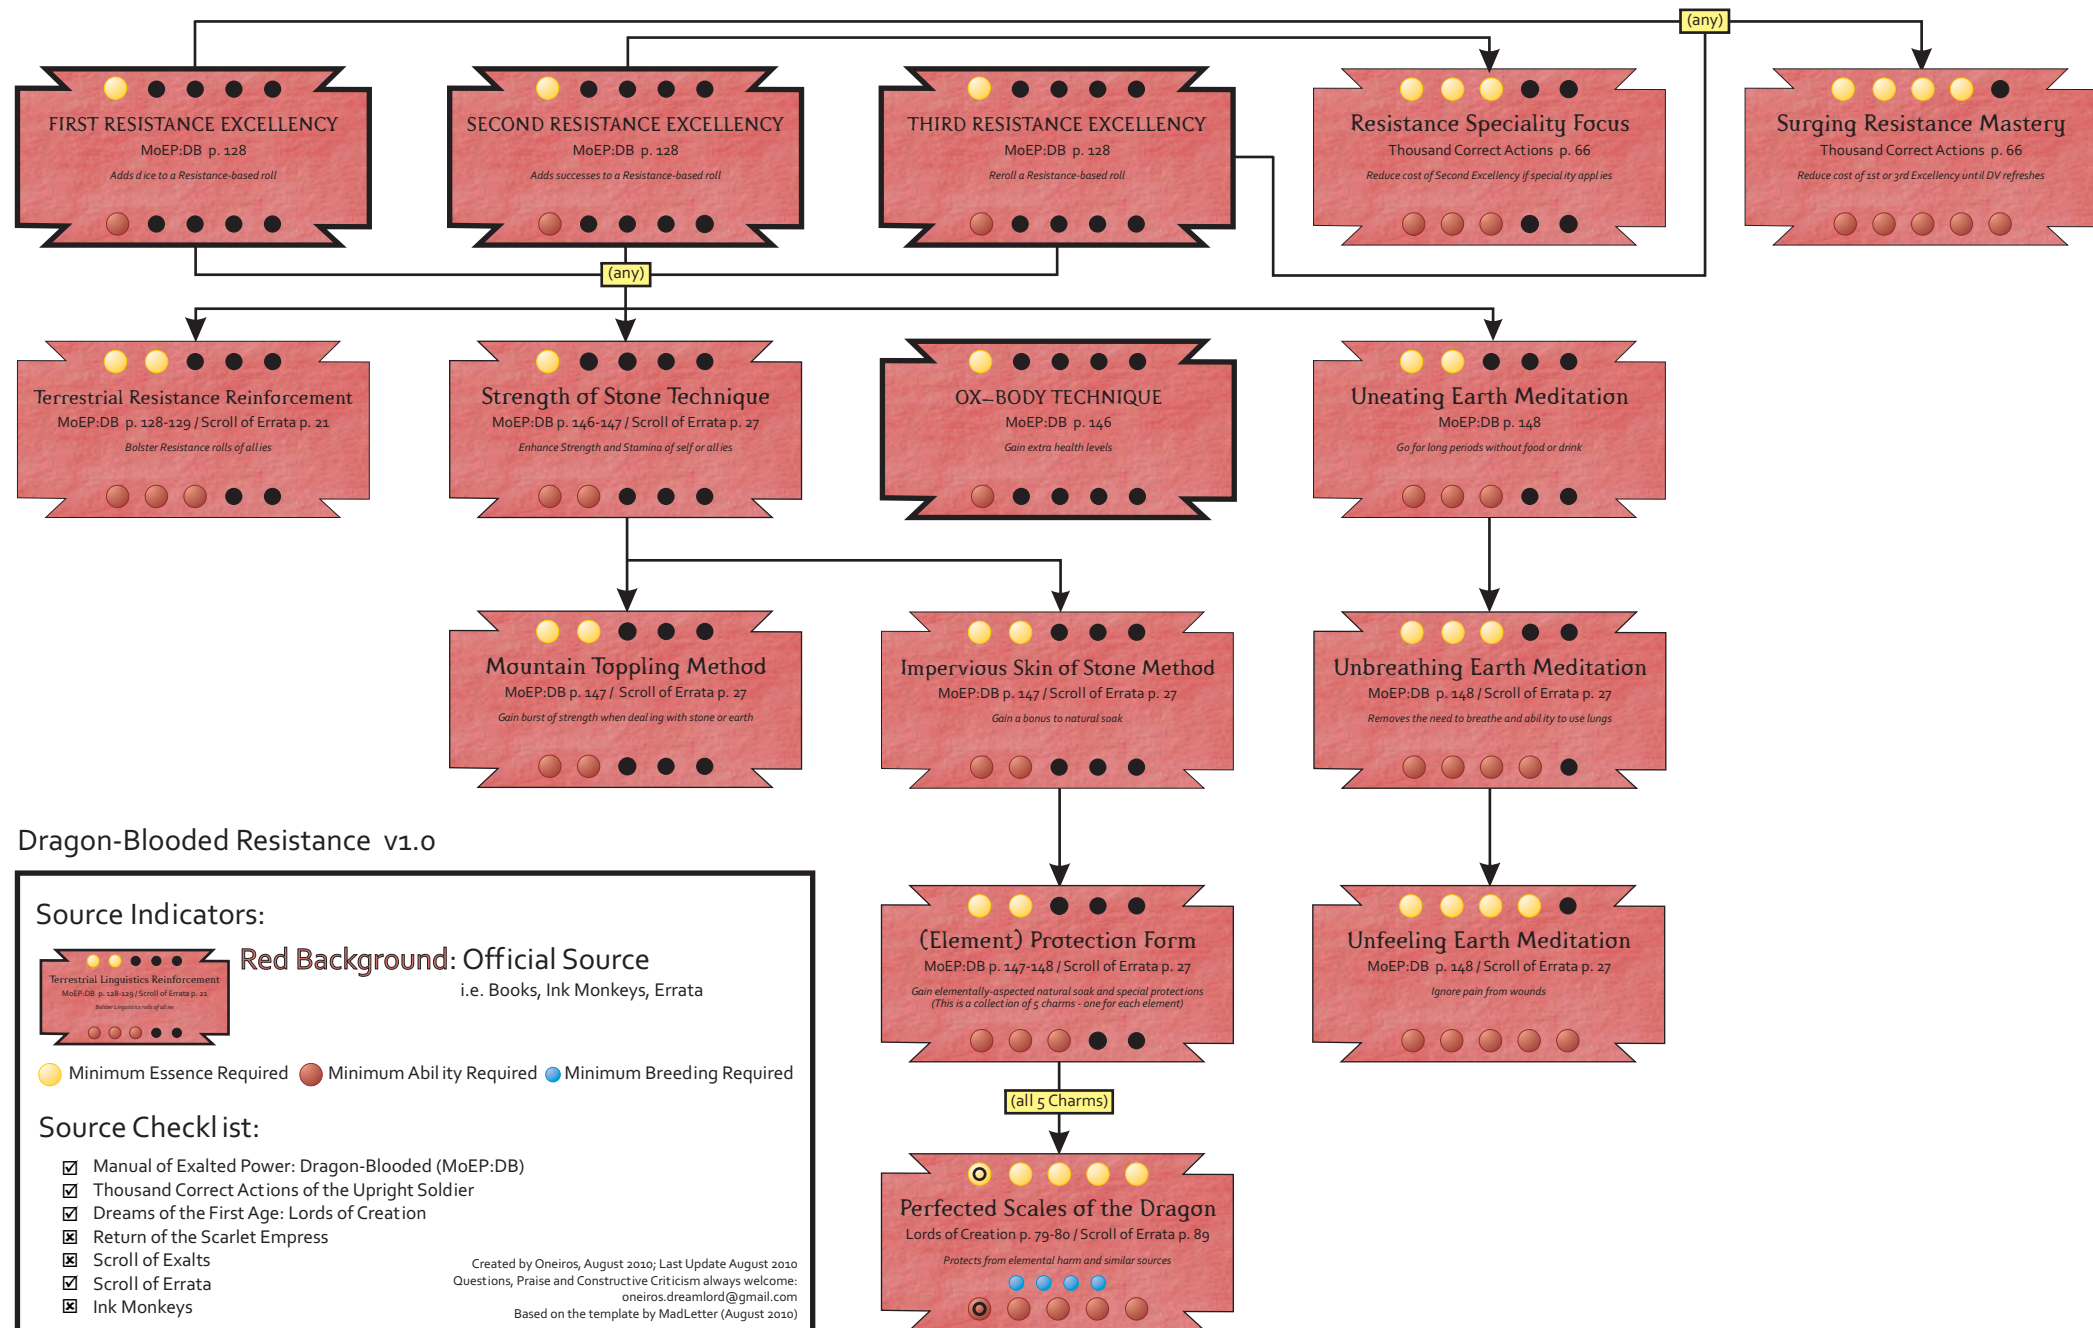 (any)
FIRST RESISTANCE EXCELLENCY
MoEP:DB p. 128
Adds dice to a Resistance-based roll
SECOND RESISTANCE EXCELLENCY
MoEP:DB p. 128
Adds successes to a Resistance-based roll
THIRD RESISTANCE EXCELLENCY
MoEP:DB p. 128
Reroll a Resistance-based roll
Resistance Speciality Focus
Thousand Correct Actions p. 66
Reduce cost of Second Excellency if speciality applies
Surging Resistance Mastery
Thousand Correct Actions p. 66
Reduce cost of 1st or 3rd Excellency until DV refreshes
(any)
Terrestrial Resistance Reinforcement
MoEP:DB p. 128-129 / Scroll of Errata p. 21
Bolster Resistance rolls of allies
Strength of Stone Technique
MoEP:DB p. 146-147 / Scroll of Errata p. 27
Enhance Strength and Stamina of self or allies
OX-BODY TECHNIQUE
MoEP:DB p. 146
Gain extra health levels
Uneating Earth Meditation
MoEP:DB p. 148
Go for long periods without food or drink
Mountain Toppling Method
MoEP:DB p. 147 / Scroll of Errata p. 27
Gain burst of strength when dealing with stone or earth
Impervious Skin of Stone Method
MoEP:DB p. 147 / Scroll of Errata p. 27
Gain a bonus to natural soak
Unbreathing Earth Meditation
MoEP:DB p. 148 / Scroll of Errata p. 27
Removes the need to breathe and ability to use lungs
(Element) Protection Form
MoEP:DB p. 147-148 / Scroll of Errata p. 27
Gain elementally-aspected natural soak and special protections
(This is a collection of 5 charms - one for each element)
Unfeeling Earth Meditation
MoEP:DB p. 148 / Scroll of Errata p. 27
Ignore pain from wounds
(all 5 Charms)
Perfected Scales of the Dragon
Lords of Creation p. 79-80 / Scroll of Errata p. 89
Protects from elemental harm and similar sources
Dragon-Blooded Resistance v1.0
Source Indicators:
Terrestrial Linguistics Reinforcement
MoEP:DB p. 128-129 / Scroll of Errata p. 21
Bolster Linguistics rolls of allies
Red Background: Official Source
i.e. Books, Ink Monkeys, Errata
Minimum Essence Required Minimum Ability Required Minimum Breeding Required
Source Checklist:
Manual of Exalted Power: Dragon-Blooded (MoEP:DB)
Thousand Correct Actions of the Upright Soldier
Dreams of the First Age: Lords of Creation
Return of the Scarlet Empress
Scroll of Exalts
Scroll of Errata
Ink Monkeys
Created by Oneiros, August 2010; Last Update August 2010
Questions, Praise and Constructive Criticism always welcome:
oneiros.dreamlord@gmail.com
Based on the template by MadLetter (August 2010)